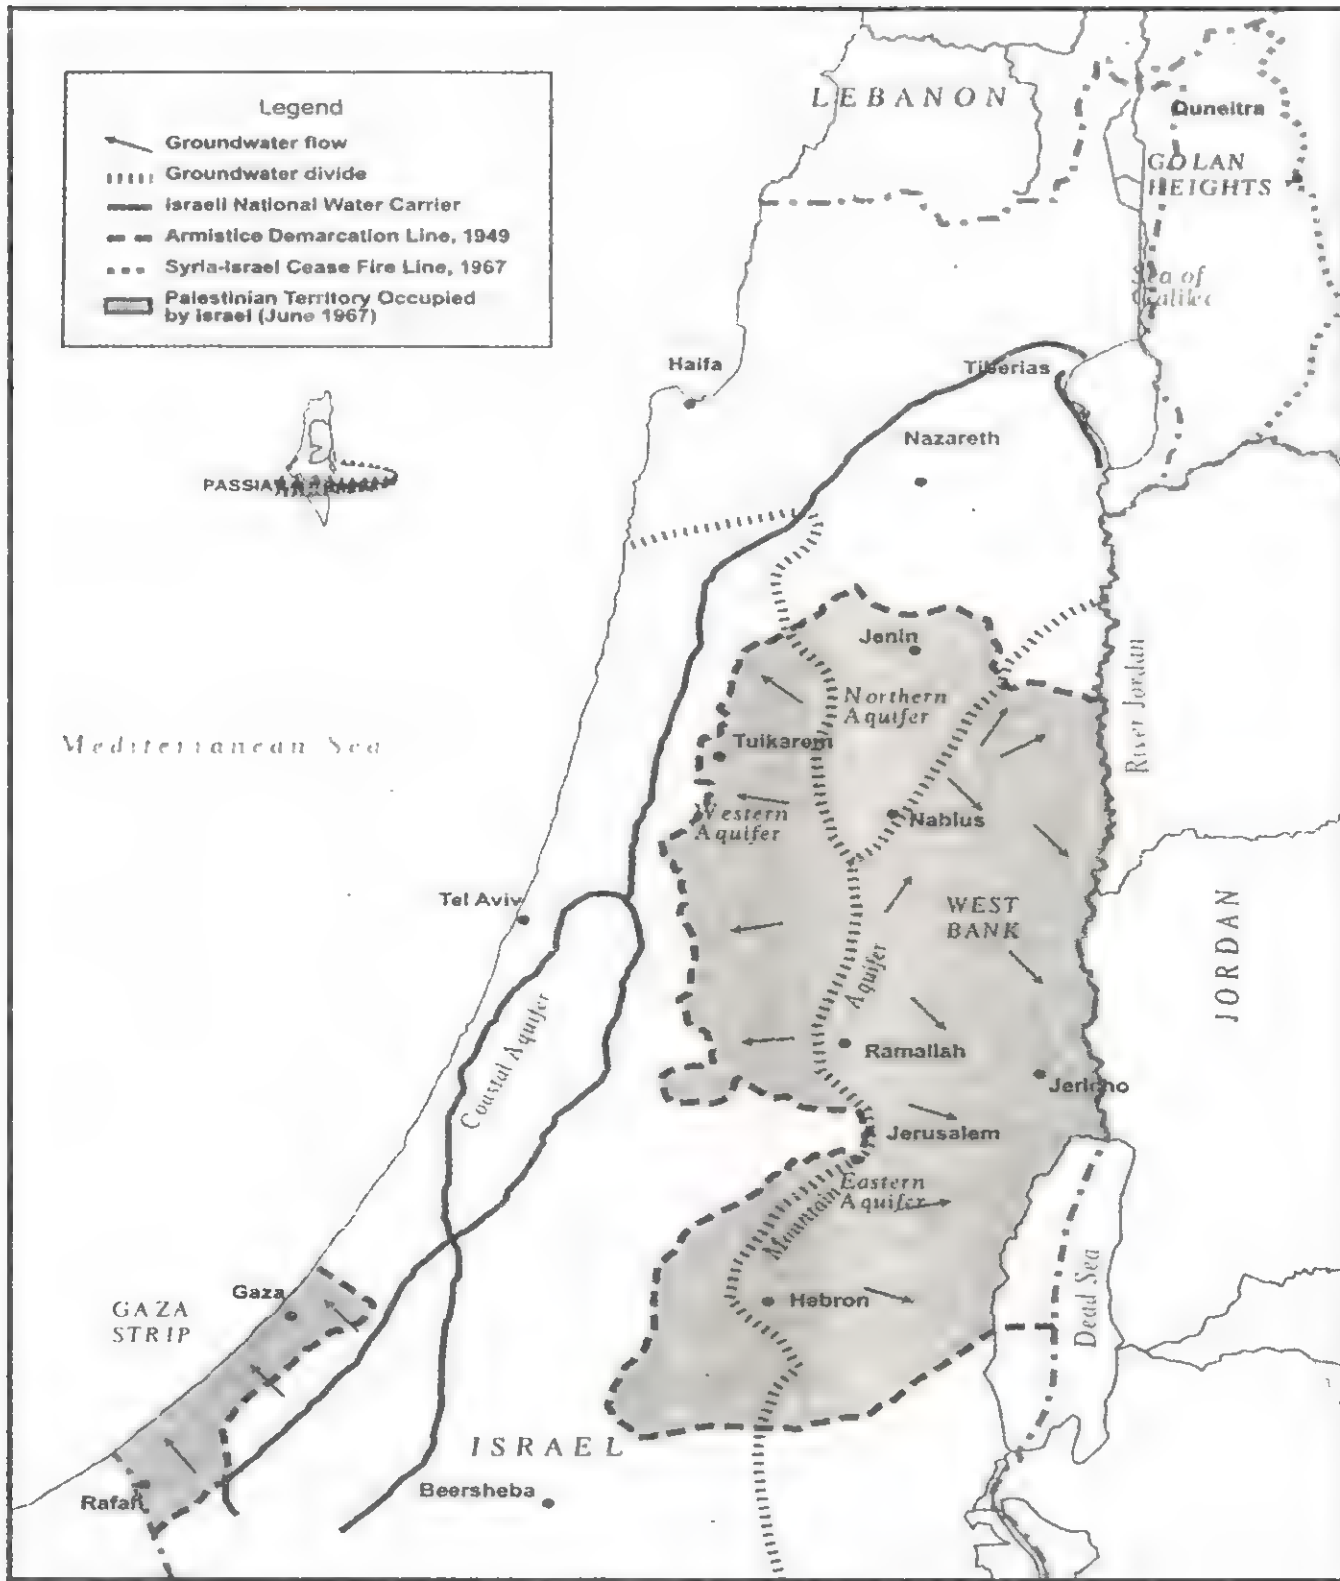 Legend
Groundwater flow
Groundwater divide
Israeli National Water Carrier
Armistice Demarcation Line, 1949
Syria-Israel Cease Fire Line, 1967
Palestinian Territory Occupied
by Israel (June 1967)
PASSIA
LEBANON
Quneitra
GOLAN
HEIGHTS
Sea of
Galilee
Haifa
Tiberias
Nazareth
Jenin
Northern
Aquifer
River Jordan
Mediterranean Sea
Tulkarem
Western
Aquifer
Nablus
Tel Aviv
WEST
BANK
JORDAN
Coastal Aquifer
Mountain Aquifer
Ramallah
Jericho
Jerusalem
Eastern
Aquifer
Hebron
Dead Sea
Gaza
GAZA
STRIP
ISRAEL
Beersheba
Rafah